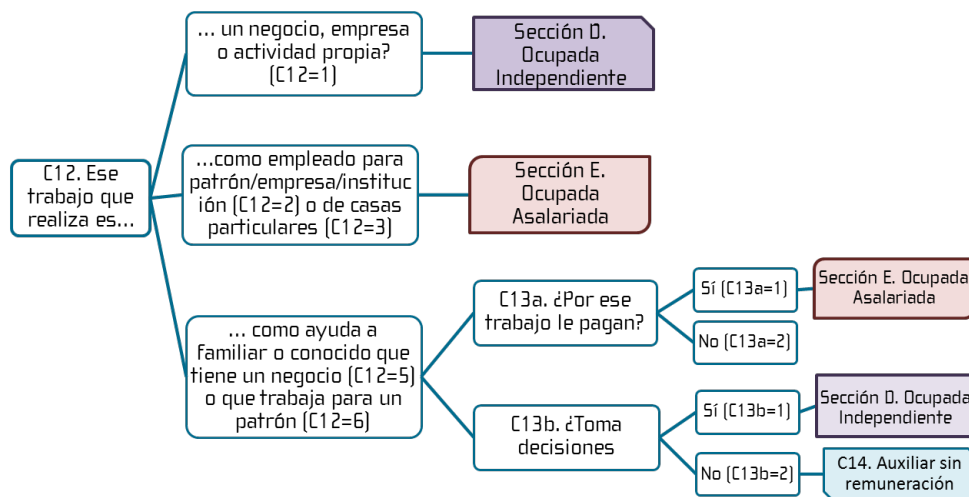 C12. Ese
trabajo que
realiza es...
... un negocio, empresa
o actividad propia?
(C12=1)
Sección D.
Ocupada
Independiente
...como empleado para
patrón/empresa/instituc
ión (C12=2) o de casas
particulares (C12=3)
Sección E.
Ocupada
Asalariada
... como ayuda a
familiar o conocido que
tiene un negocio (C12=5)
o que trabaja para un
patrón (C12=6)
C13a. ¿Por ese
trabajo le pagan?
Sí (C13a=1)
Sección E. Ocupada
Asalariada
No (C13a=2)
C13b. ¿Toma
decisiones
Sí (C13b=1)
Sección D. Ocupada
Independiente
No (C13b=2)
C14. Auxiliar sin
remuneración